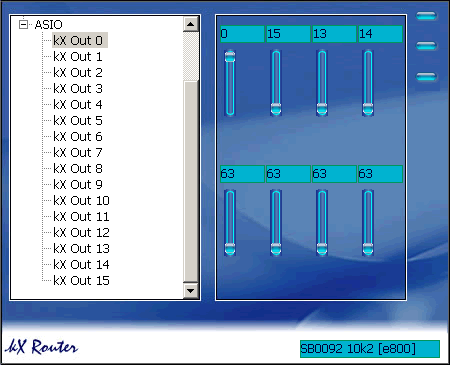 ASIO
kX Out 0
kX Out 1
kX Out 2
kX Out 3
kX Out 4
kX Out 5
kX Out 6
kX Out 7
kX Out 8
kX Out 9
kX Out 10
kX Out 11
kX Out 12
kX Out 13
kX Out 14
kX Out 15
0 15 13 14
63 63 63 63
kX Router
SB0092 10k2 [e800]